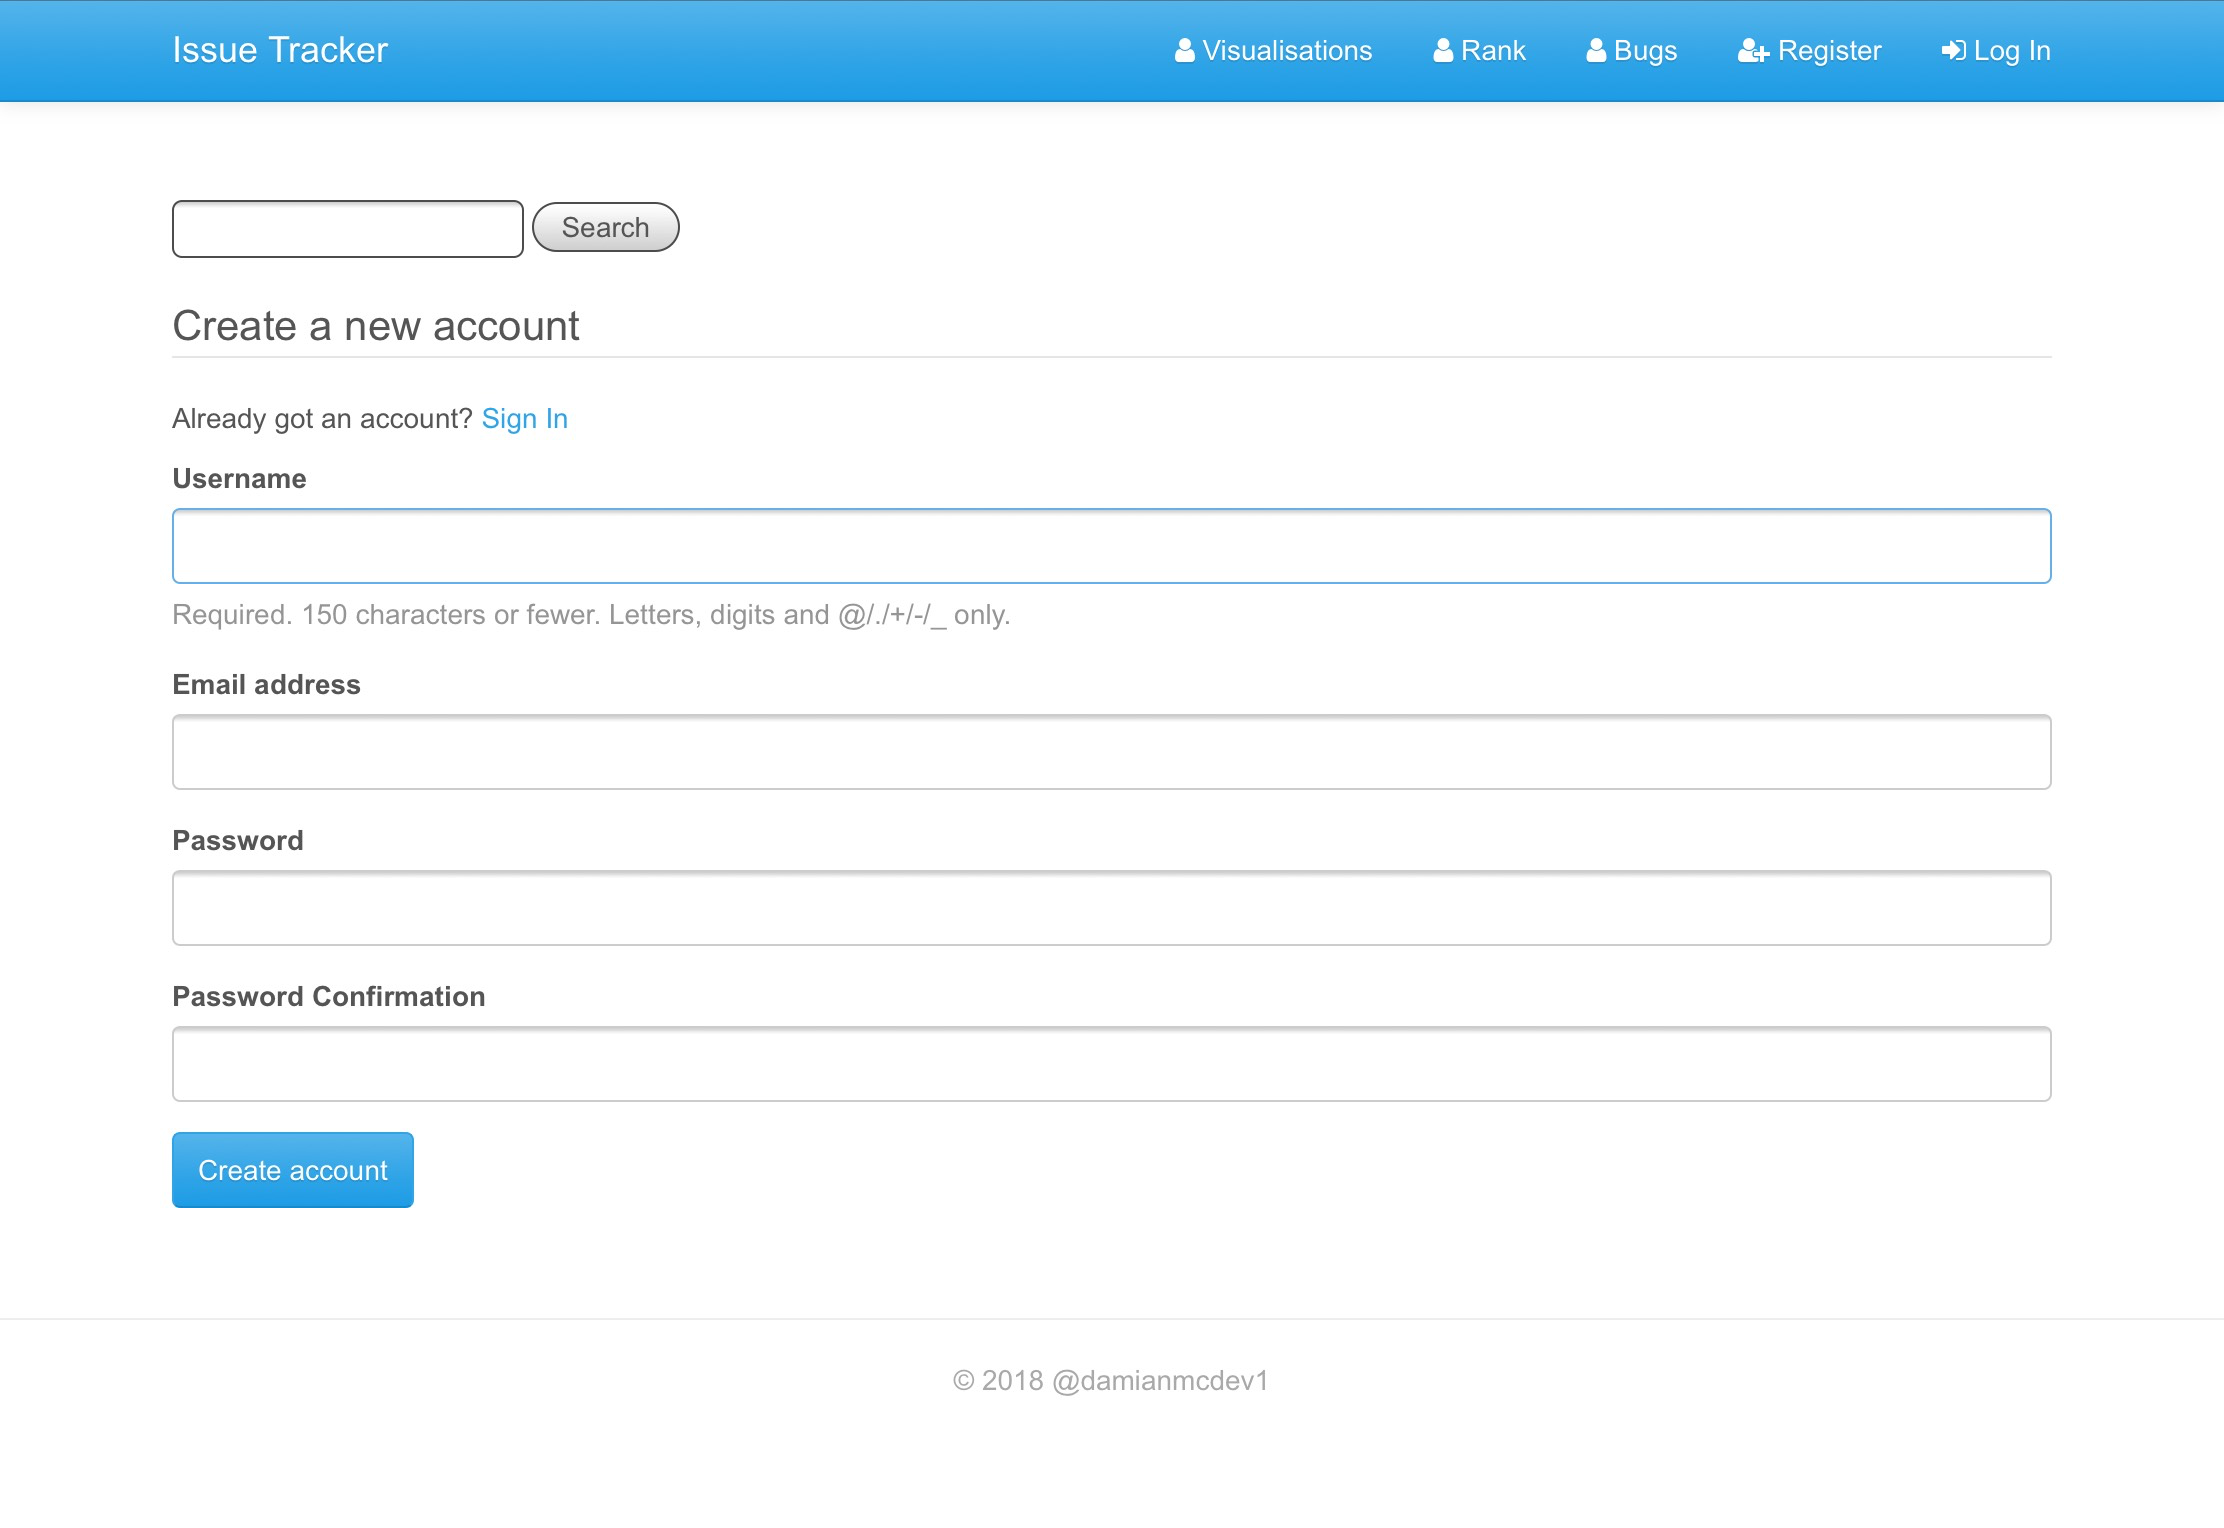 Issue Tracker
Visualisations
Rank
Bugs
Register
Log In
Search
Create a new account
Already got an account? Sign In
Username
Required. 150 characters or fewer. Letters, digits and @/./+/-/_ only.
Email address
Password
Password Confirmation
Create account
© 2018 @damianmcdev1